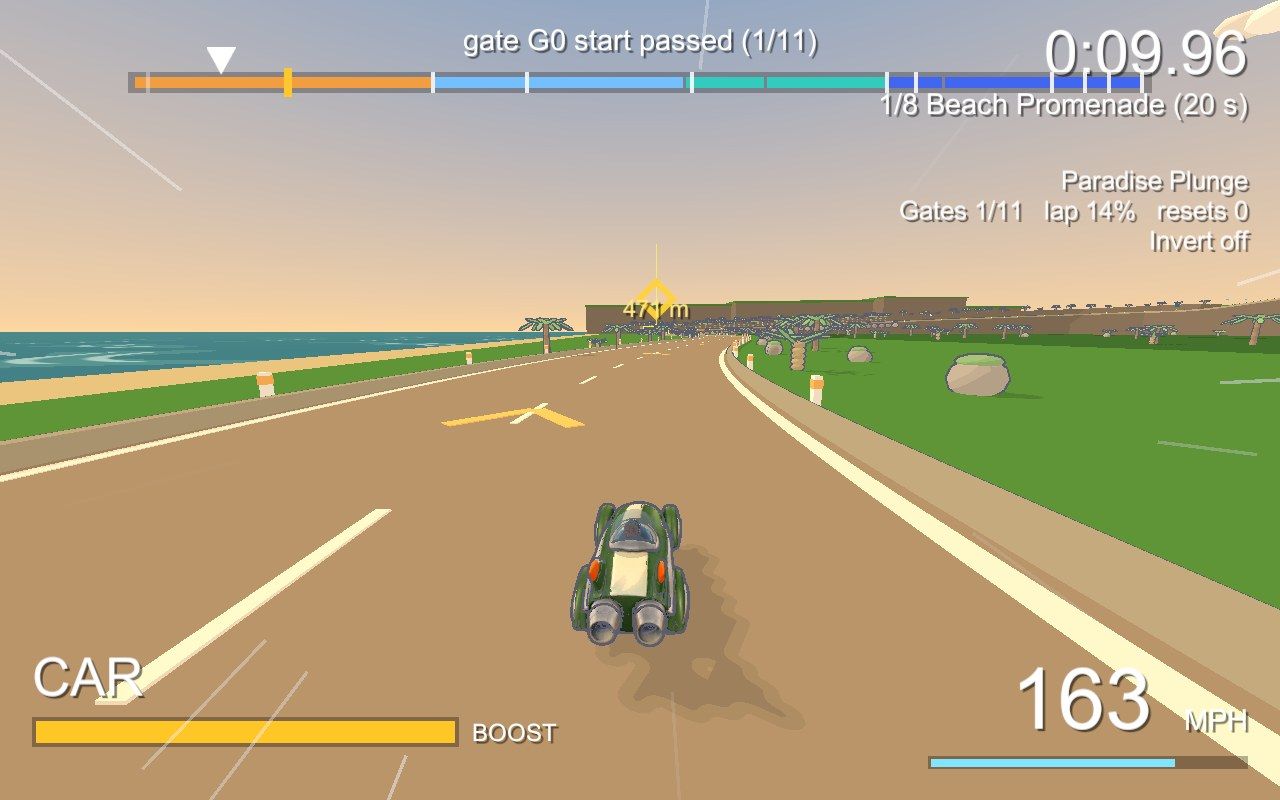 gate G0 start passed (1/11)
0:09.96
1/8 Beach Promenade (20 s)
Paradise Plunge
Gates 1/11 lap 14% resets 0
Invert off
471 m
CAR
BOOST
163 MPH